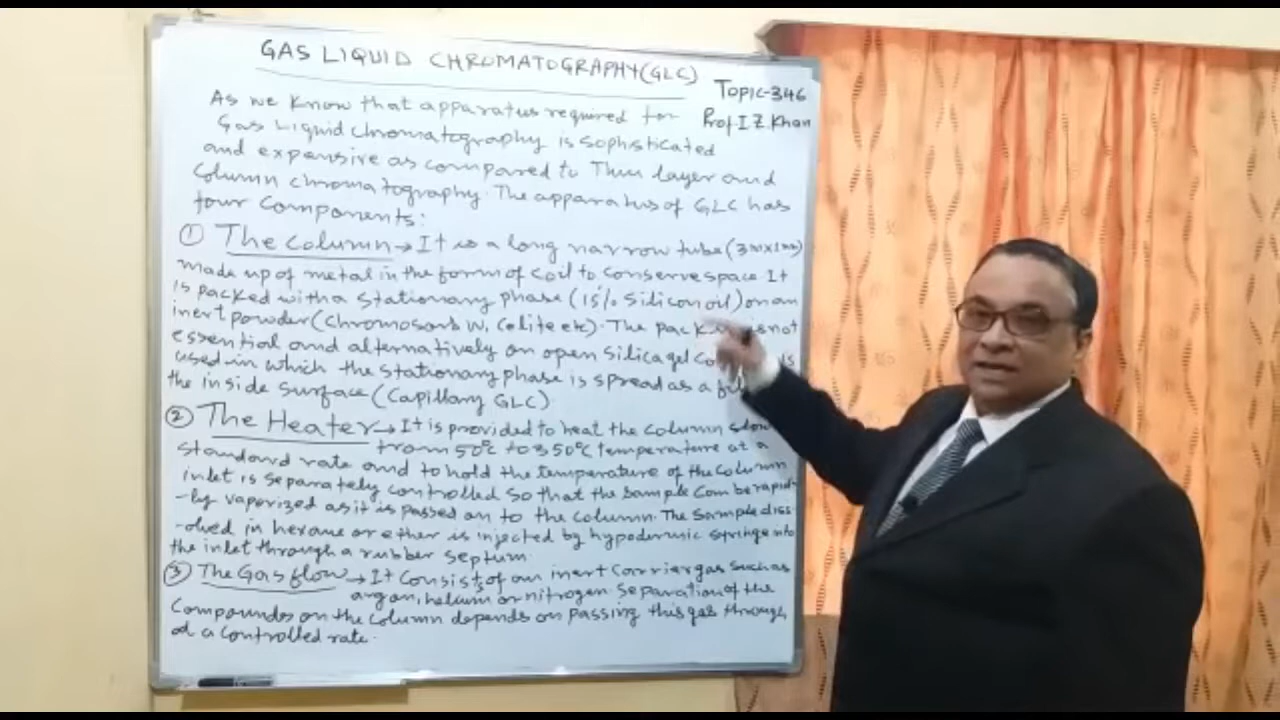 GAS LIQUID CHROMATOGRAPHY (GLC)
TOPIC-346
Prof. I Z Khan
As we know that apparatus required for
Gas Liquid chromatography is sophisticated
and expensive as compared to Thin layer and
Column chromatography. The apparatus of GLC has
four components:
① The Column → It is a long narrow tube (3m×1mm)
made up of metal in the form of coil to conserve space It
is packed with a stationary phase (15% silicon oil) on an
inert powder (Chromosorb W, Celite etc). The is not
essential and alternatively an open silica gel
used in which the stationary phase is spread as a
the inside surface (Capillary GLC)
② The Heater → It is provided to heat the column slow
from 50°C to 350°C temperature at a
standard rate and to hold the temperature of the column
inlet is separately controlled so that the sample can be rapid-
-ly vaporized as it is passed on to the column. The sample diss-
-olved in hexane or ether is injected by hypodermic syringe into
the inlet through a rubber septum.
③ The Gas flow → It consists of an inert carrier gas such as
argon, helium or nitrogen. Separation of the
Compounds on the column depends on passing this gas through
at a controlled rate.